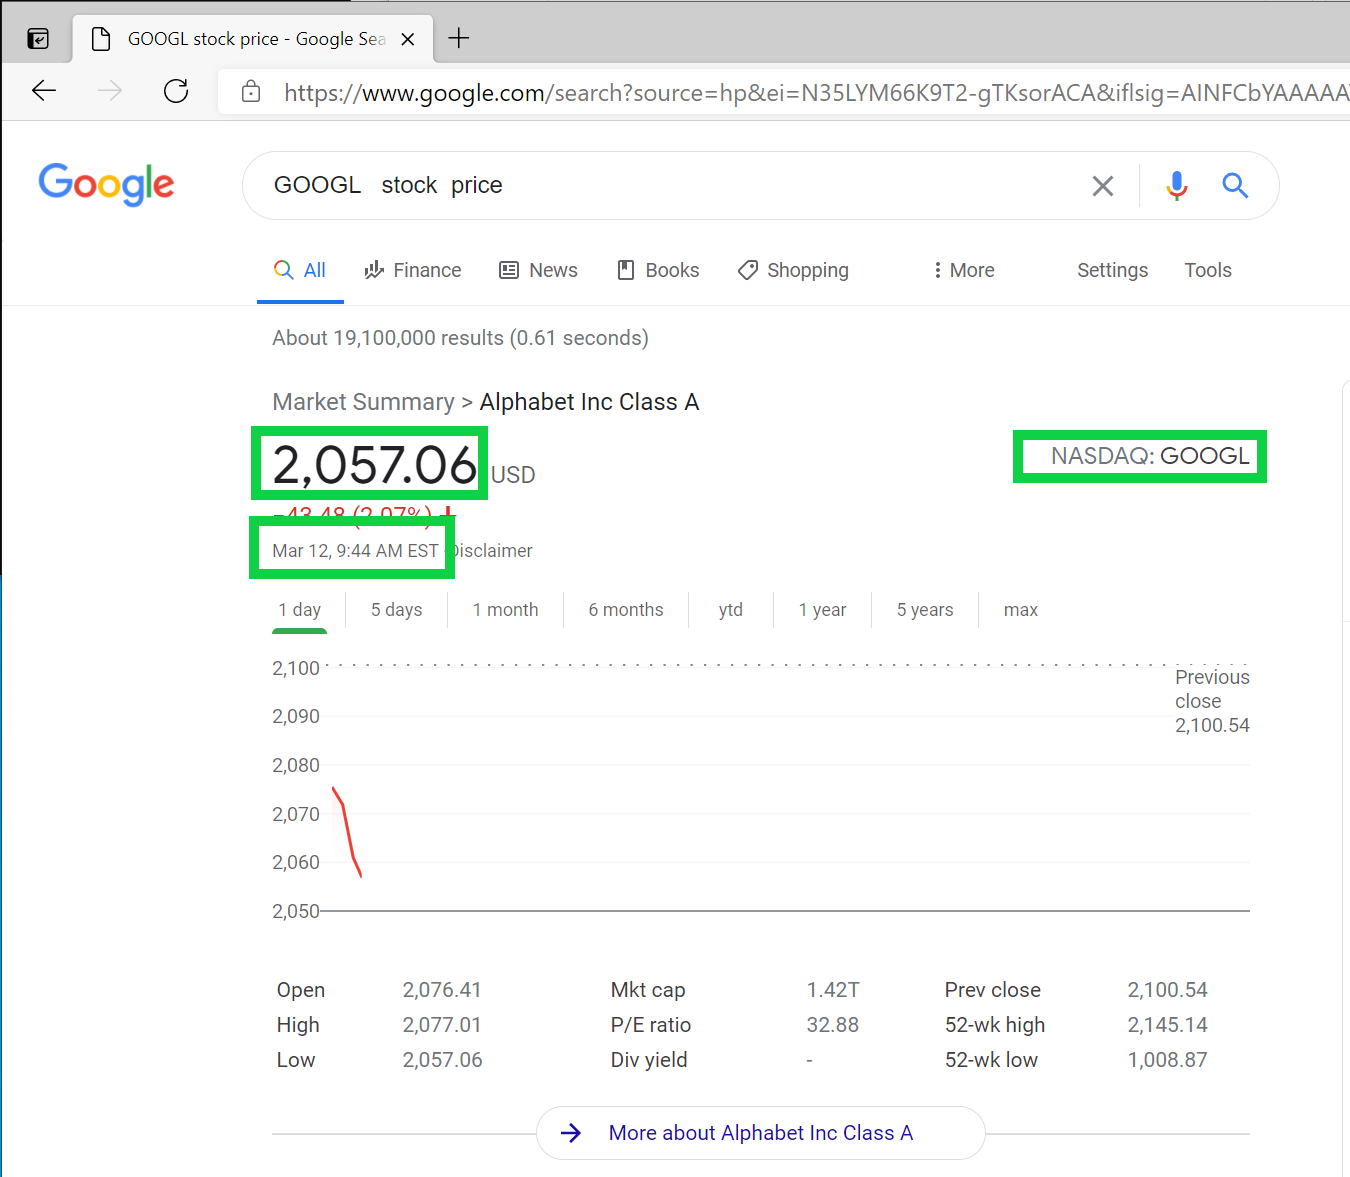 GOOGL stock price - Google Sea
https://www.google.com/search?source=hp&ei=N35LYM66K9T2-gTKsorACA&iflsig=AINFCbYAAAAA
Google
GOOGL stock price
All Finance News Books Shopping More Settings Tools
About 19,100,000 results (0.61 seconds)
Market Summary > Alphabet Inc Class A
2,057.06 USD
NASDAQ: GOOGL
−43.48 (2.07%)
Mar 12, 9:44 AM EST Disclaimer
1 day 5 days 1 month 6 months ytd 1 year 5 years max
2,100
Previous
close
2,100.54
2,090
2,080
2,070
2,060
2,050
Open 2,076.41 Mkt cap 1.42T Prev close 2,100.54
High 2,077.01 P/E ratio 32.88 52-wk high 2,145.14
Low 2,057.06 Div yield - 52-wk low 1,008.87
More about Alphabet Inc Class A